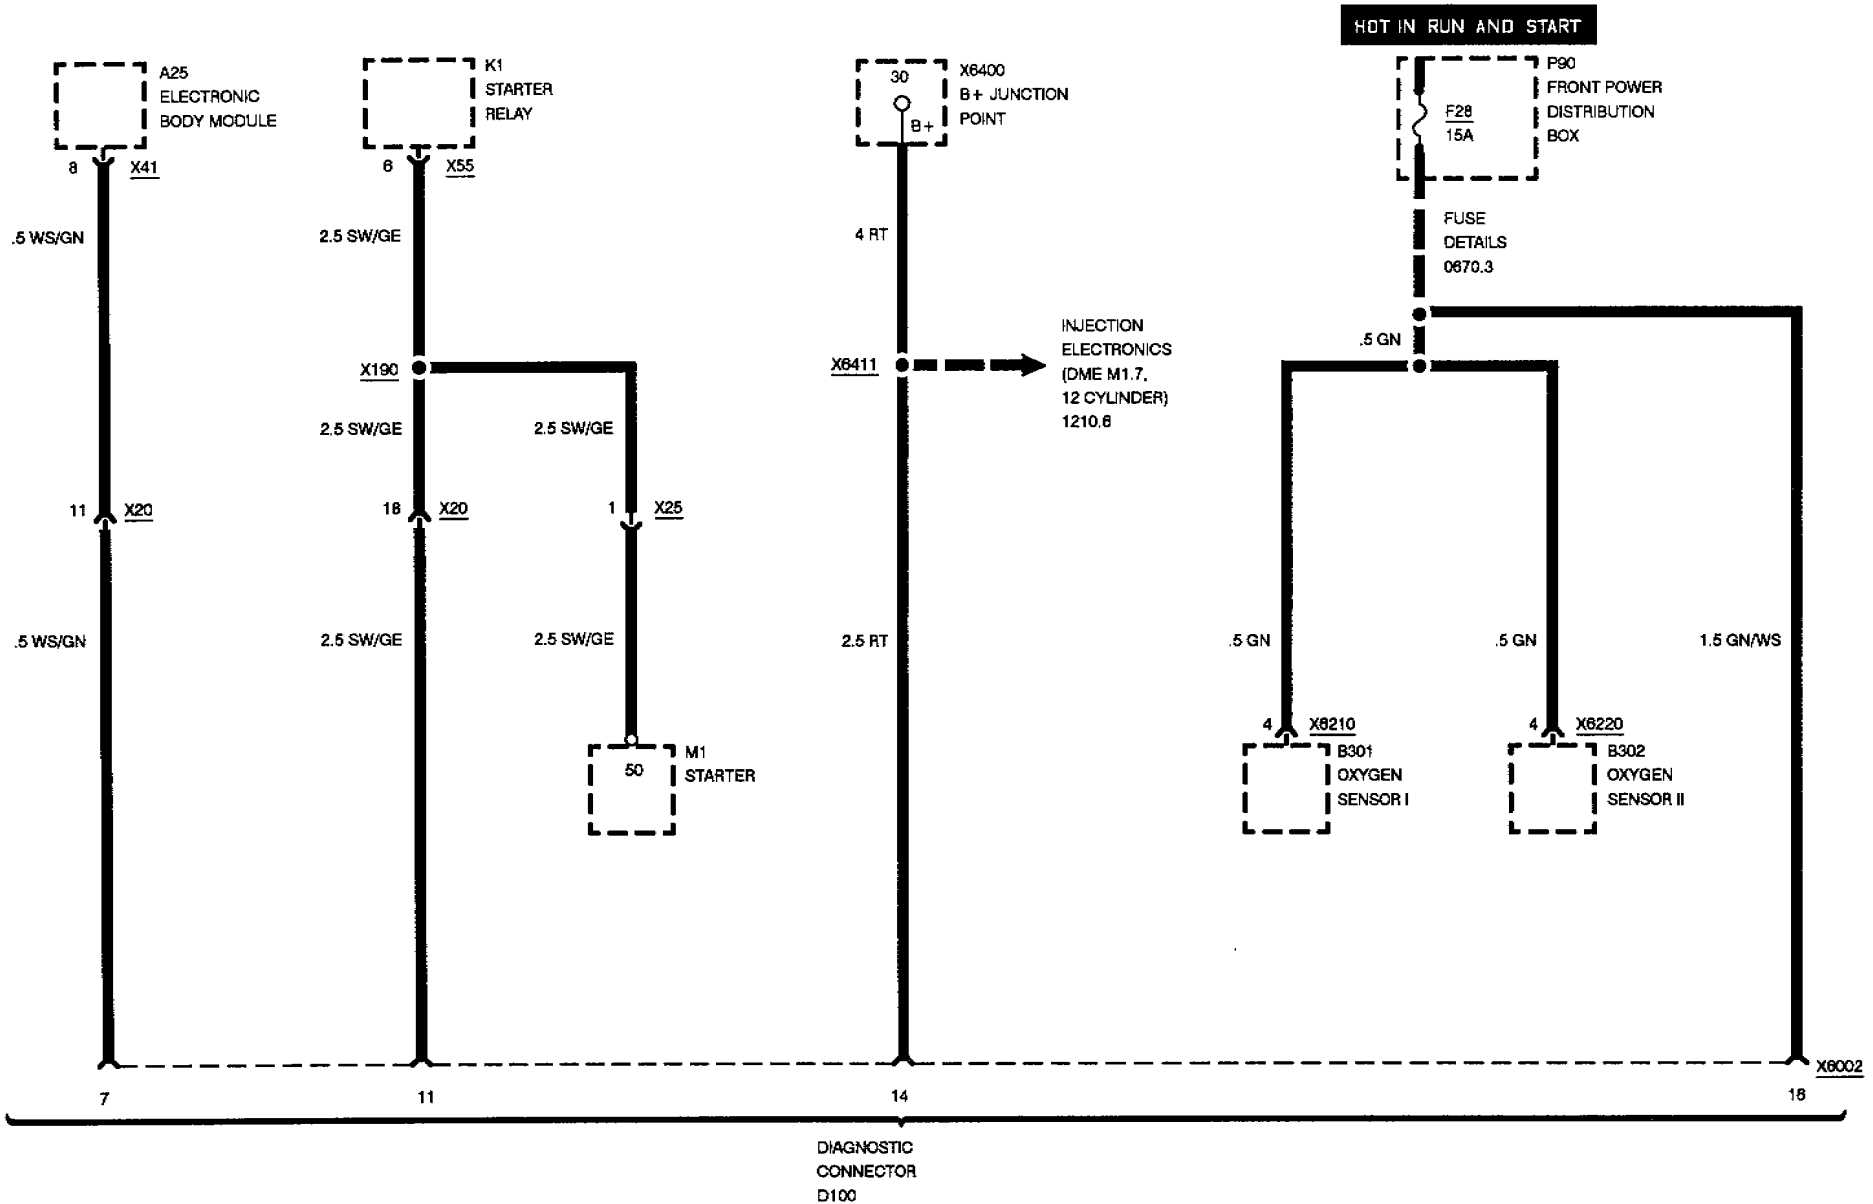 HOT IN RUN AND START
A25
ELECTRONIC
BODY MODULE
8
X41
.5 WS/GN
11
X20
.5 WS/GN
K1
STARTER
RELAY
6
X55
2.5 SW/GE
X190
2.5 SW/GE
2.5 SW/GE
18
X20
1
X25
2.5 SW/GE
2.5 SW/GE
50
M1
STARTER
30
B+
X6400
B+ JUNCTION
POINT
4 RT
X6411
INJECTION
ELECTRONICS
(DME M1.7,
12 CYLINDER)
1210.6
2.5 RT
F28
15A
P90
FRONT POWER
DISTRIBUTION
BOX
FUSE
DETAILS
0670.3
.5 GN
.5 GN
.5 GN
1.5 GN/WS
4
X6210
B301
OXYGEN
SENSOR I
4
X6220
B302
OXYGEN
SENSOR II
X6002
7
11
14
16
DIAGNOSTIC
CONNECTOR
D100